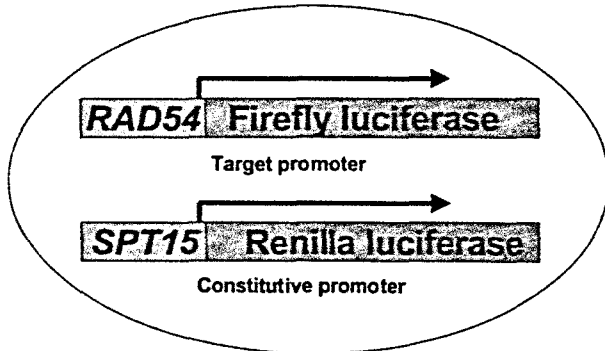 RAD54 Firefly luciferase
Target promoter
SPT15 Renilla luciferase
Constitutive promoter